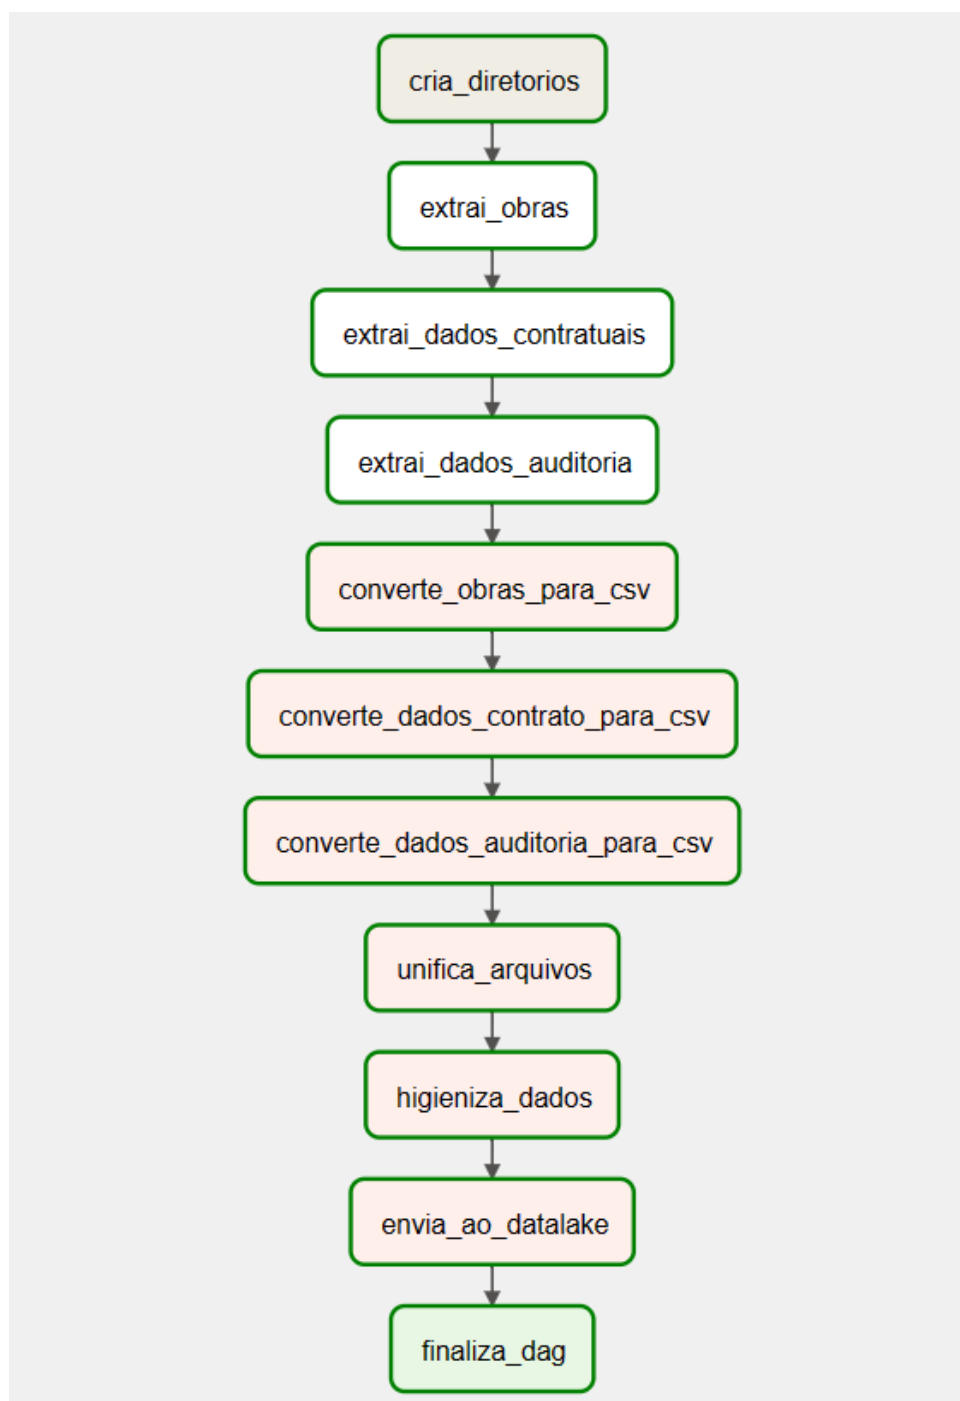 cria_diretorios
extrai_obras
extrai_dados_contratuais
extrai_dados_auditoria
converte_obras_para_csv
converte_dados_contrato_para_csv
converte_dados_auditoria_para_csv
unifica_arquivos
higieniza_dados
envia_ao_datalake
finaliza_dag